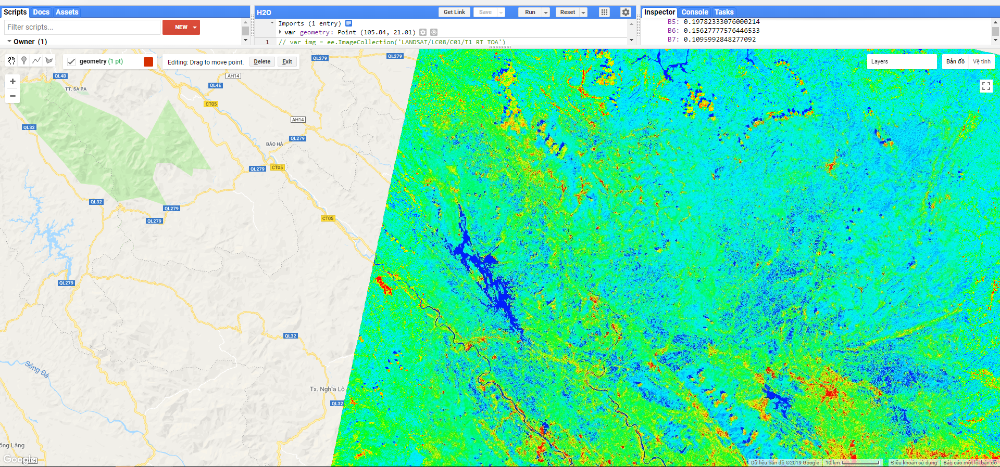 Scripts Docs Assets
Filter scripts...
NEW
Owner (1)
H2O
Get Link Save Run Reset
Imports (1 entry)
var geometry: Point (105.84, 21.01)
1 // var img = ee.ImageCollection('LANDSAT/LC08/C01/T1_RT_TOA')
Inspector Console Tasks
B5: 0.19782333076000214
B6: 0.15627777576446533
B7: 0.1095992848277092
geometry (1 pt)
Editing: Drag to move point. Delete Exit
Layers
Bản đồ Vệ tinh
+
−
QL279
QL279
QL4D
AH14
TT. SA PA
QL4E
CT05
AH14
QL32
QL279
BẢO HÀ
QL279
CT05
QL32
QL279
QL279
CT05
QL279
QL32
Sông Đà
Tx. Nghĩa Lộ
QL32
ống Lăng
Google
Dữ liệu bản đồ ©2019 Google
10 km
Điều khoản sử dụng
Báo cáo một lỗi bản đồ